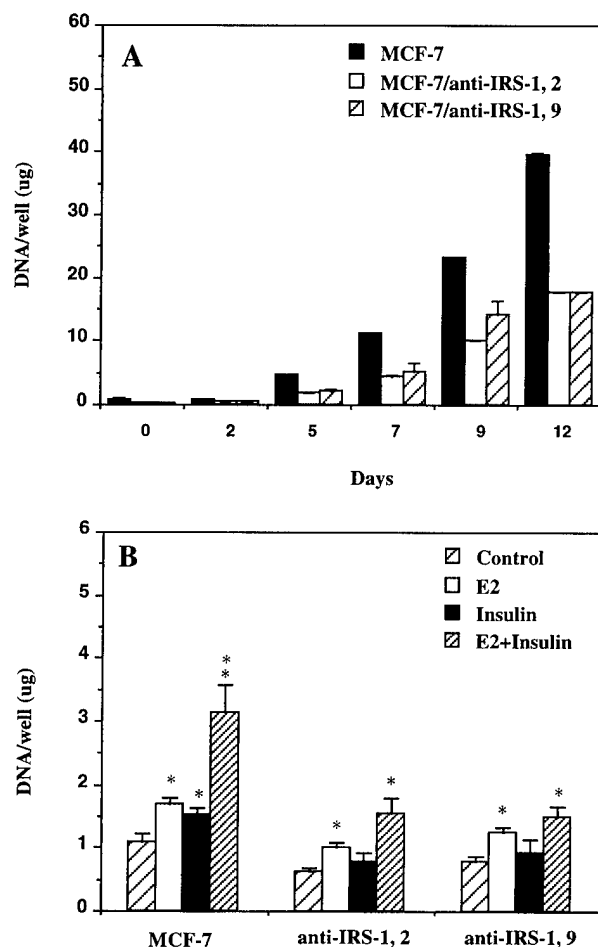 60
50
40
30
20
10
0
DNA/well (ug)
A
MCF-7
MCF-7/anti-IRS-1, 2
MCF-7/anti-IRS-1, 9
0 2 5 7 9 12
Days
6
5
4
3
2
1
0
DNA/well (ug)
B
Control
E2
Insulin
E2+Insulin
*
*
*
*
*
*
*
*
MCF-7 anti-IRS-1, 2 anti-IRS-1, 9